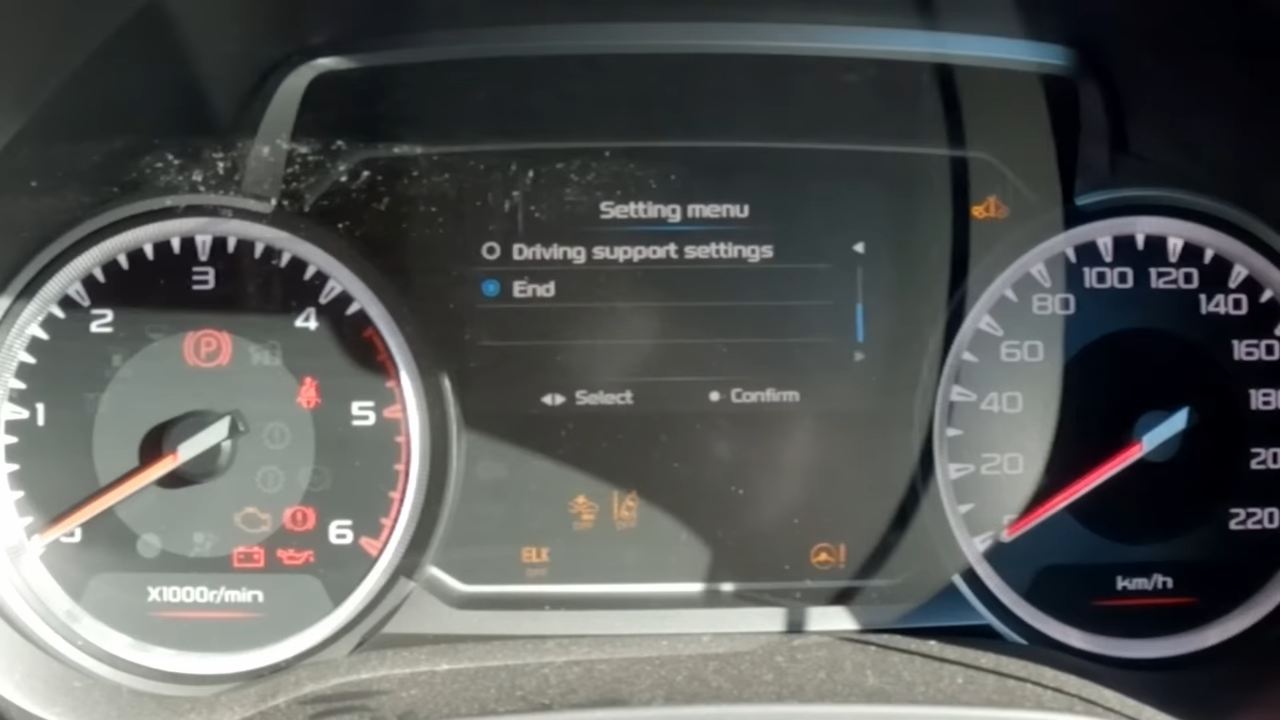 Setting menu
Driving support settings
End
Select
Confirm
1
2
3
4
5
6
P
ELK
OFF
X1000r/min
20
40
60
80
100
120
140
160
220
km/h